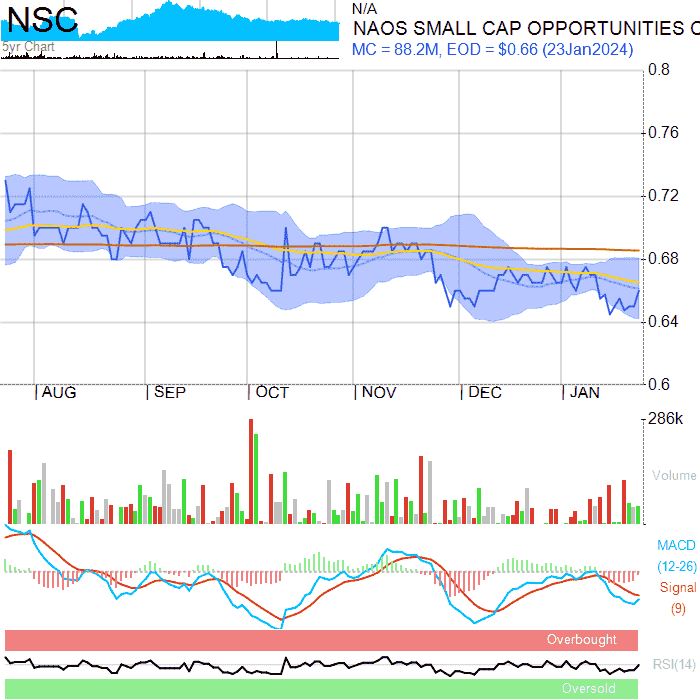 NSC
5yr Chart
N/A
NAOS SMALL CAP OPPORTUNITIES C
MC = 88.2M, EOD = $0.66 (23Jan2024)
0.8
0.76
0.72
0.68
0.64
0.6
AUG SEP OCT NOV DEC JAN
286k
Volume
MACD
(12-26)
Signal
(9)
Overbought
RSI(14)
Oversold